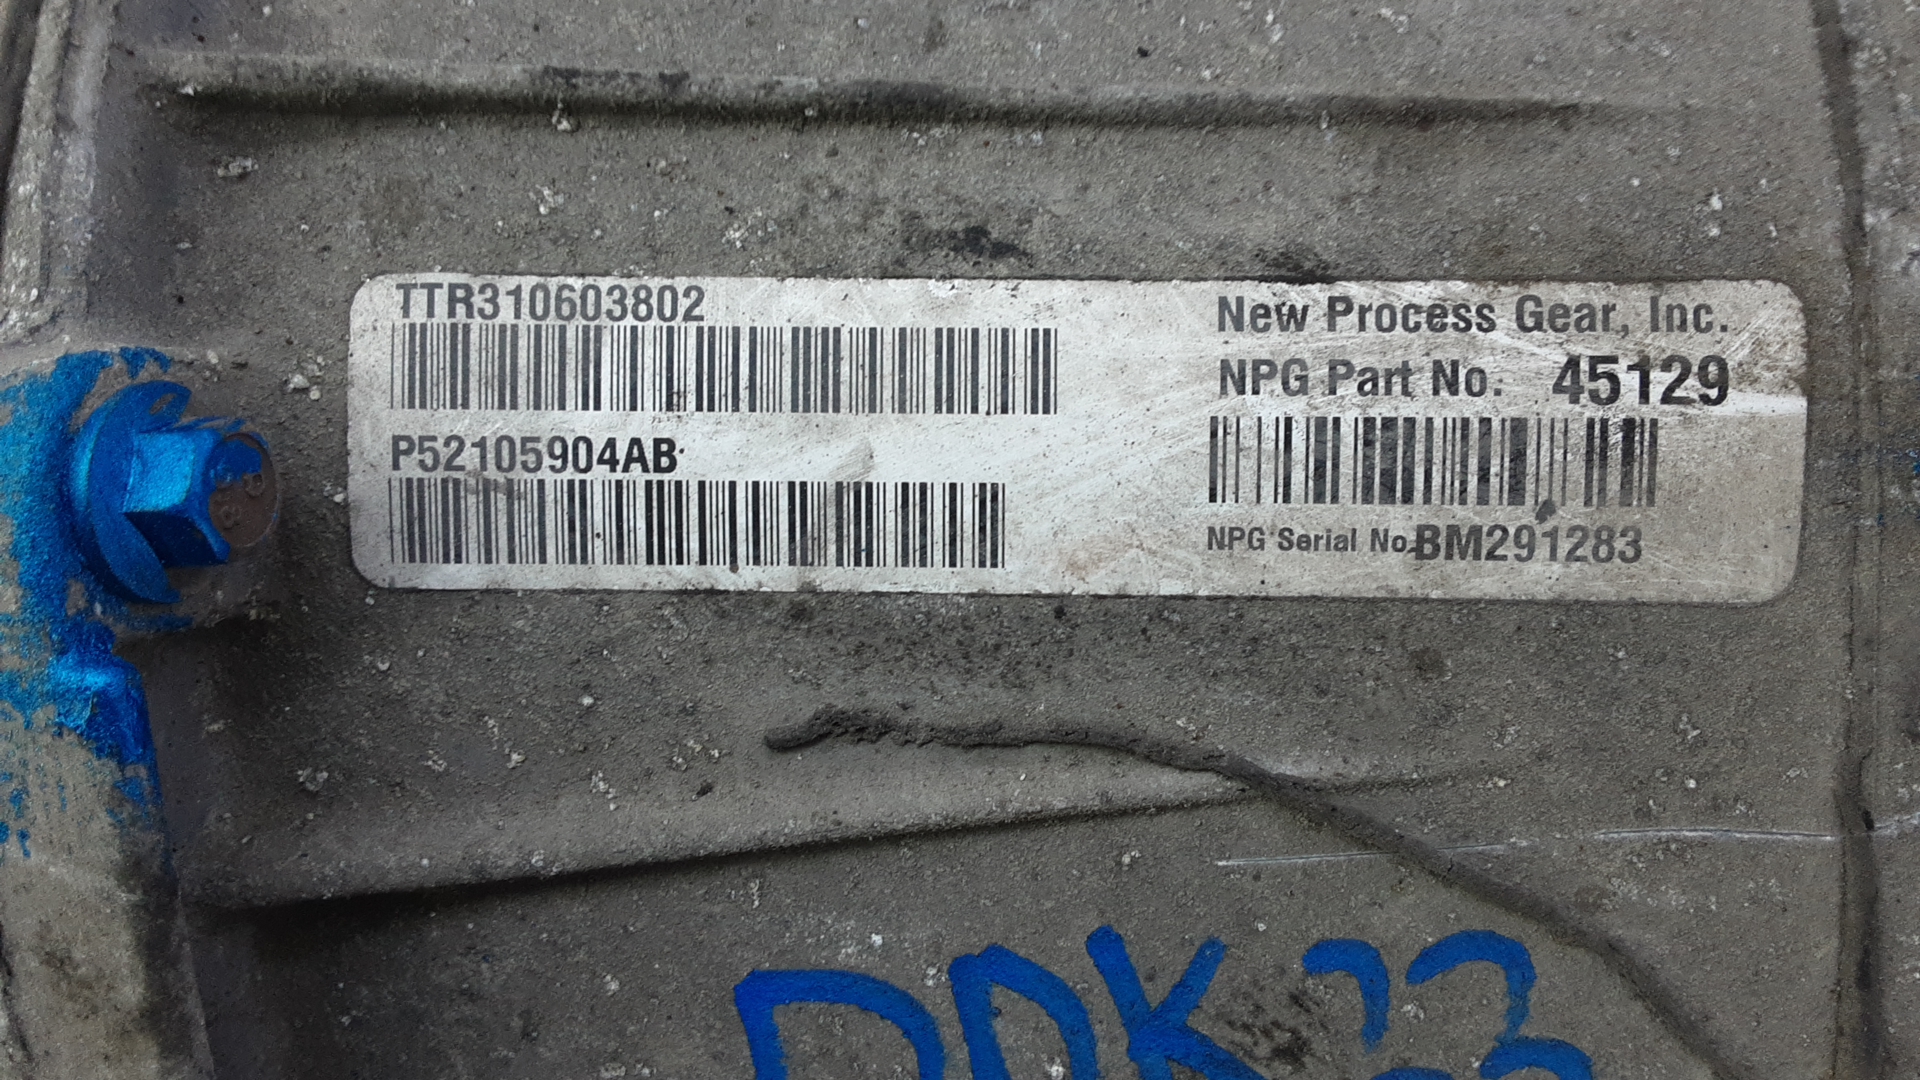 TTR310603802
P52105904AB
New Process Gear, Inc.
NPG Part No. 45129
NPG Serial No. BM291283